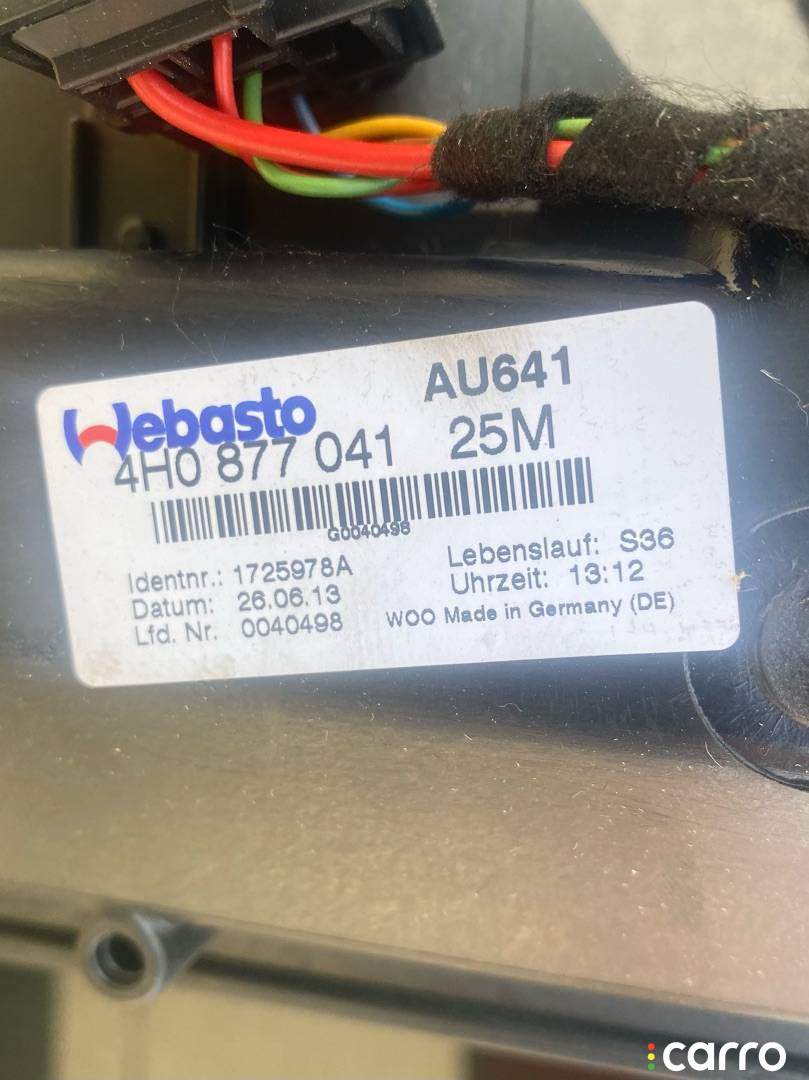 AU641
Webasto
4H0 877 041 25M
G0040498
Identnr.: 1725978A
Lebenslauf: S36
Datum: 26.06.13
Uhrzeit: 13:12
Lfd. Nr. 0040498
WOO Made in Germany (DE)
carro